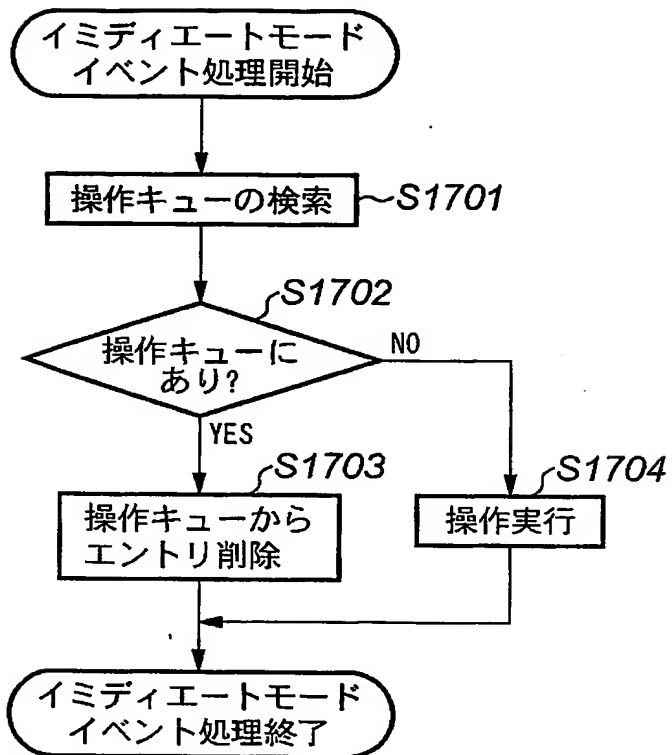 イミディエートモード
イベント処理開始
操作キューの検索
S1701
S1702
操作キューに
あり?
NO
YES
S1703
S1704
操作キューから
エントリ削除
操作実行
イミディエートモード
イベント処理終了